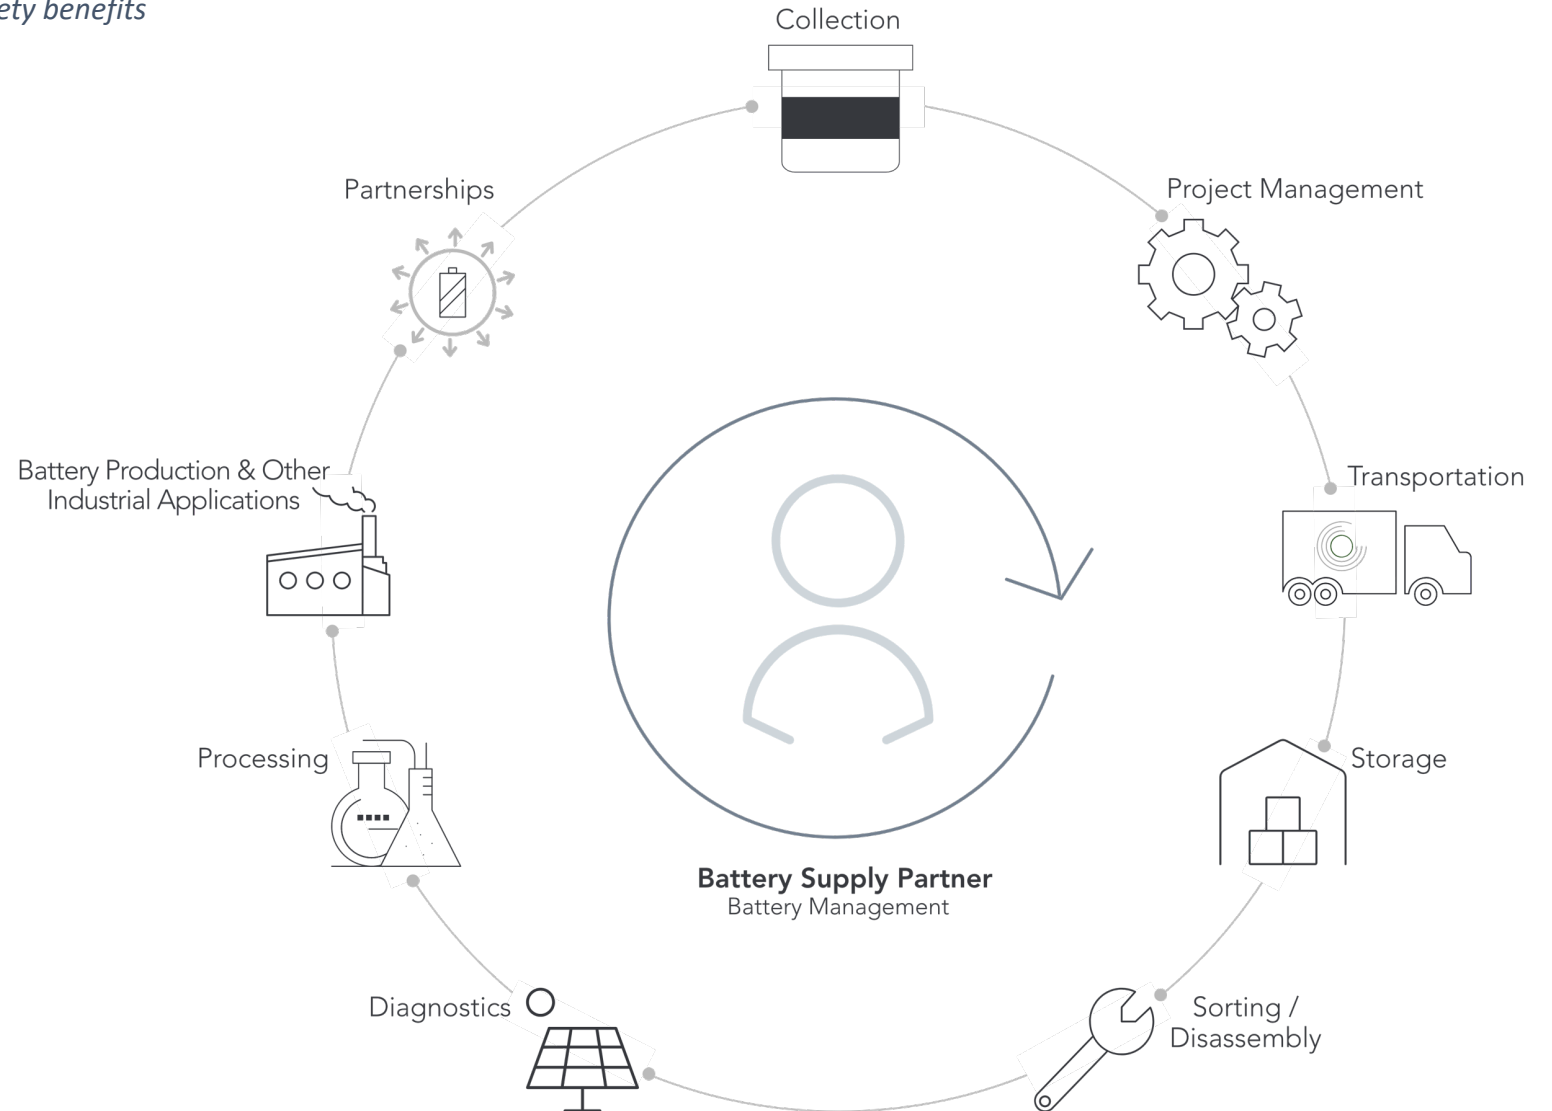 benefits
Collection
Partnerships
Project Management
Battery Production & Other
Industrial Applications
Transportation
Processing
Storage
Battery Supply Partner
Battery Management
Diagnostics
Sorting /
Disassembly